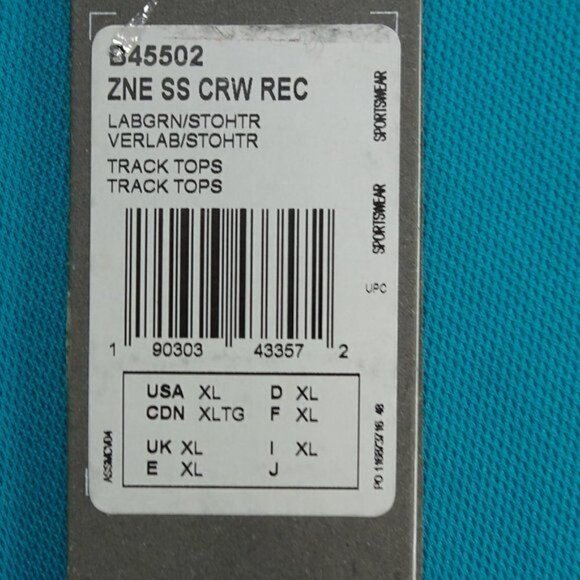 B45502
ZNE SS CRW REC
LABGRN/STOHTR
VERLAB/STOHTR
TRACK TOPS
TRACK TOPS
SPORTSWEAR
SPORTSWEAR
UPC
1 90303 43357 2
USA XL D XL
CDN XLTG F XL
UK XL I XL
E XL J